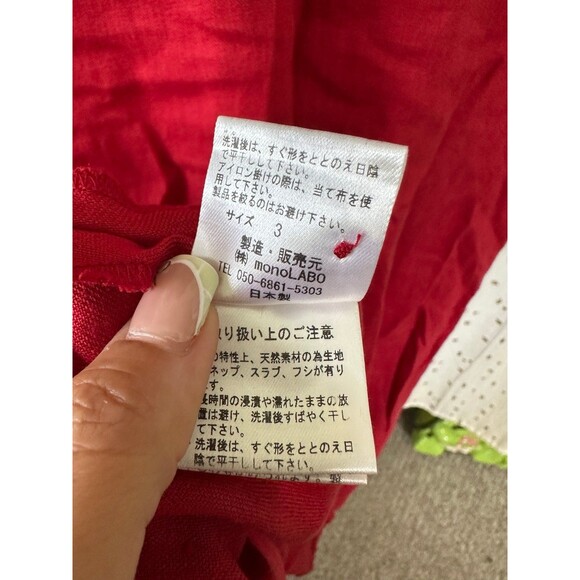 洗濯後は、すぐ形をととのえ日陰
で平干しして下さい。
アイロン掛けの際は、当て布を使
用して下さい。
製品を絞るのはお避け下さい。
サイズ 3
製造・販売元
㈱ monoLABO
TEL 050-6861-5303
日本製
取り扱い上のご注意
の特性上、天然素材の為生地
ネップ、スラブ、フシが有り
す。
長時間の浸漬や濡れたままの放
置は避け、洗濯後すばやく干し
て下さい。
洗濯後は、すぐ形をととのえ日
陰で平干しして下さい。